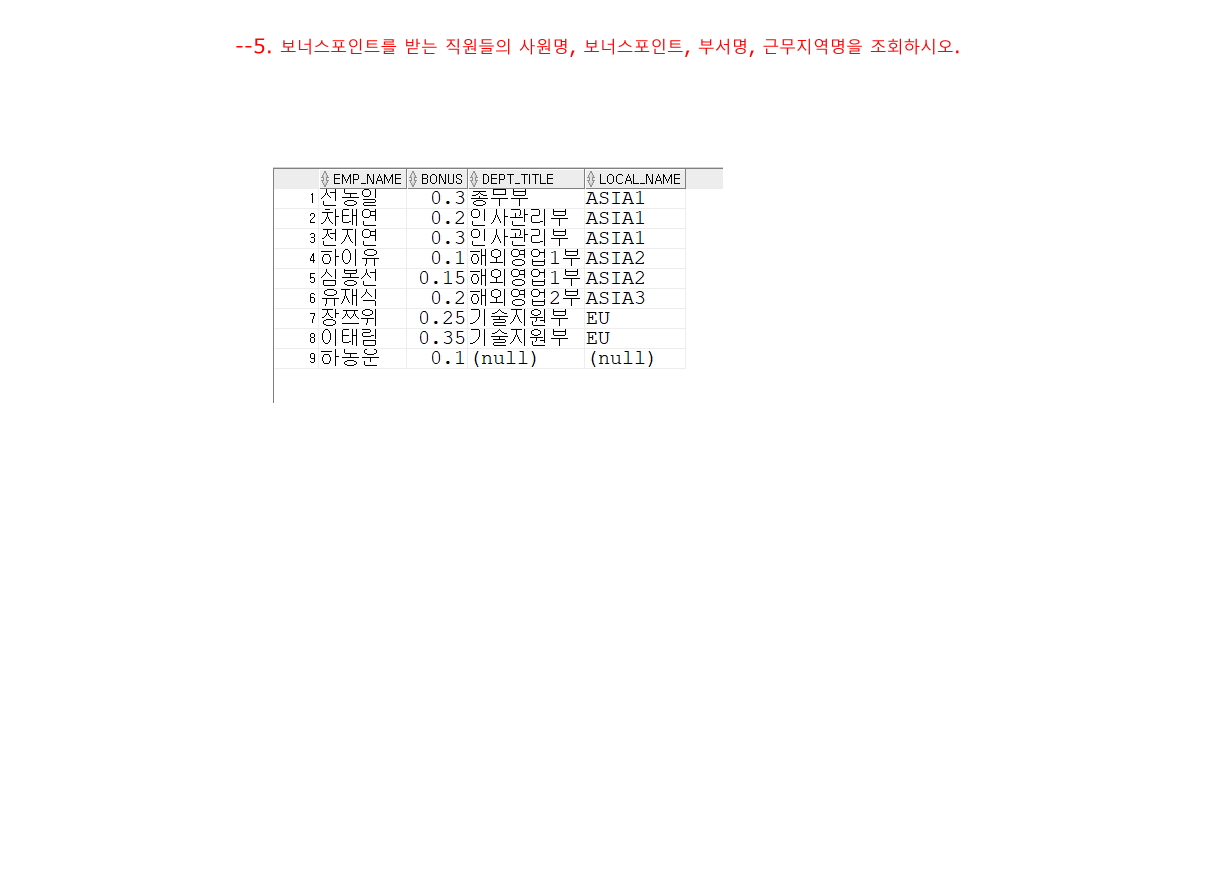 --5. 보너스포인트를 받는 직원들의 사원명, 보너스포인트, 부서명, 근무지역명을 조회하시오.
EMP_NAME BONUS DEPT_TITLE LOCAL_NAME
1 선동일 0.3 총무부 ASIA1
2 차태연 0.2 인사관리부 ASIA1
3 전지연 0.3 인사관리부 ASIA1
4 하이유 0.1 해외영업1부 ASIA2
5 심봉선 0.15 해외영업1부 ASIA2
6 유재식 0.2 해외영업2부 ASIA3
7 장쯔위 0.25 기술지원부 EU
8 이태림 0.35 기술지원부 EU
9 하동운 0.1 (null) (null)